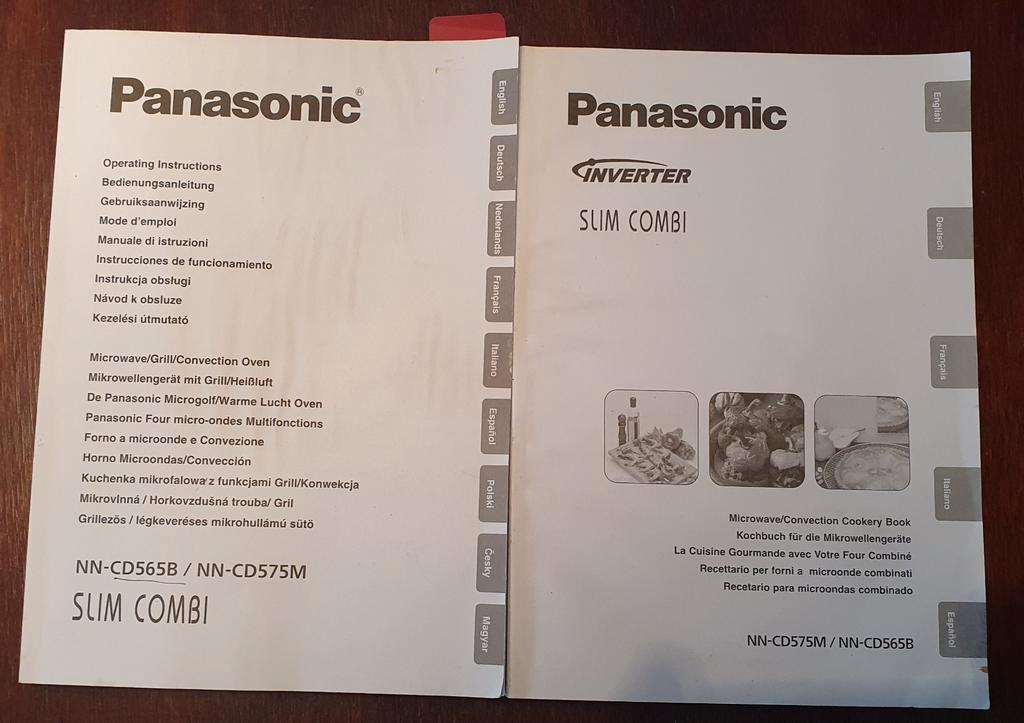 Panasonic®
Operating Instructions
Bedienungsanleitung
Gebruiksaanwijzing
Mode d'emploi
Manuale di istruzioni
Instrucciones de funcionamiento
Instrukcja obsługi
Návod k obsluze
Kezelési útmutató
Microwave/Grill/Convection Oven
Mikrowellengerät mit Grill/Heißluft
De Panasonic Microgolf/Warme Lucht Oven
Panasonic Four micro-ondes Multifonctions
Forno a microonde e Convezione
Horno Microondas/Convección
Kuchenka mikrofalowa z funkcjami Grill/Konwekcja
Mikrovlnná / Horkovzdušná trouba/ Gril
Grillezös / légkeveréses mikrohullámú sütö
NN-CD565B / NN-CD575M
SLIM COMBI
English
Deutsch
Nederlands
Français
Italiano
Español
Polski
Česky
Magyar
Panasonic
INVERTER
SLIM COMBI
Microwave/Convection Cookery Book
Kochbuch für die Mikrowellengeräte
La Cuisine Gourmande avec Votre Four Combiné
Recettario per forni a microonde combinati
Recetario para microondas combinado
NN-CD575M / NN-CD565B
English
Deutsch
Français
Italiano
Español